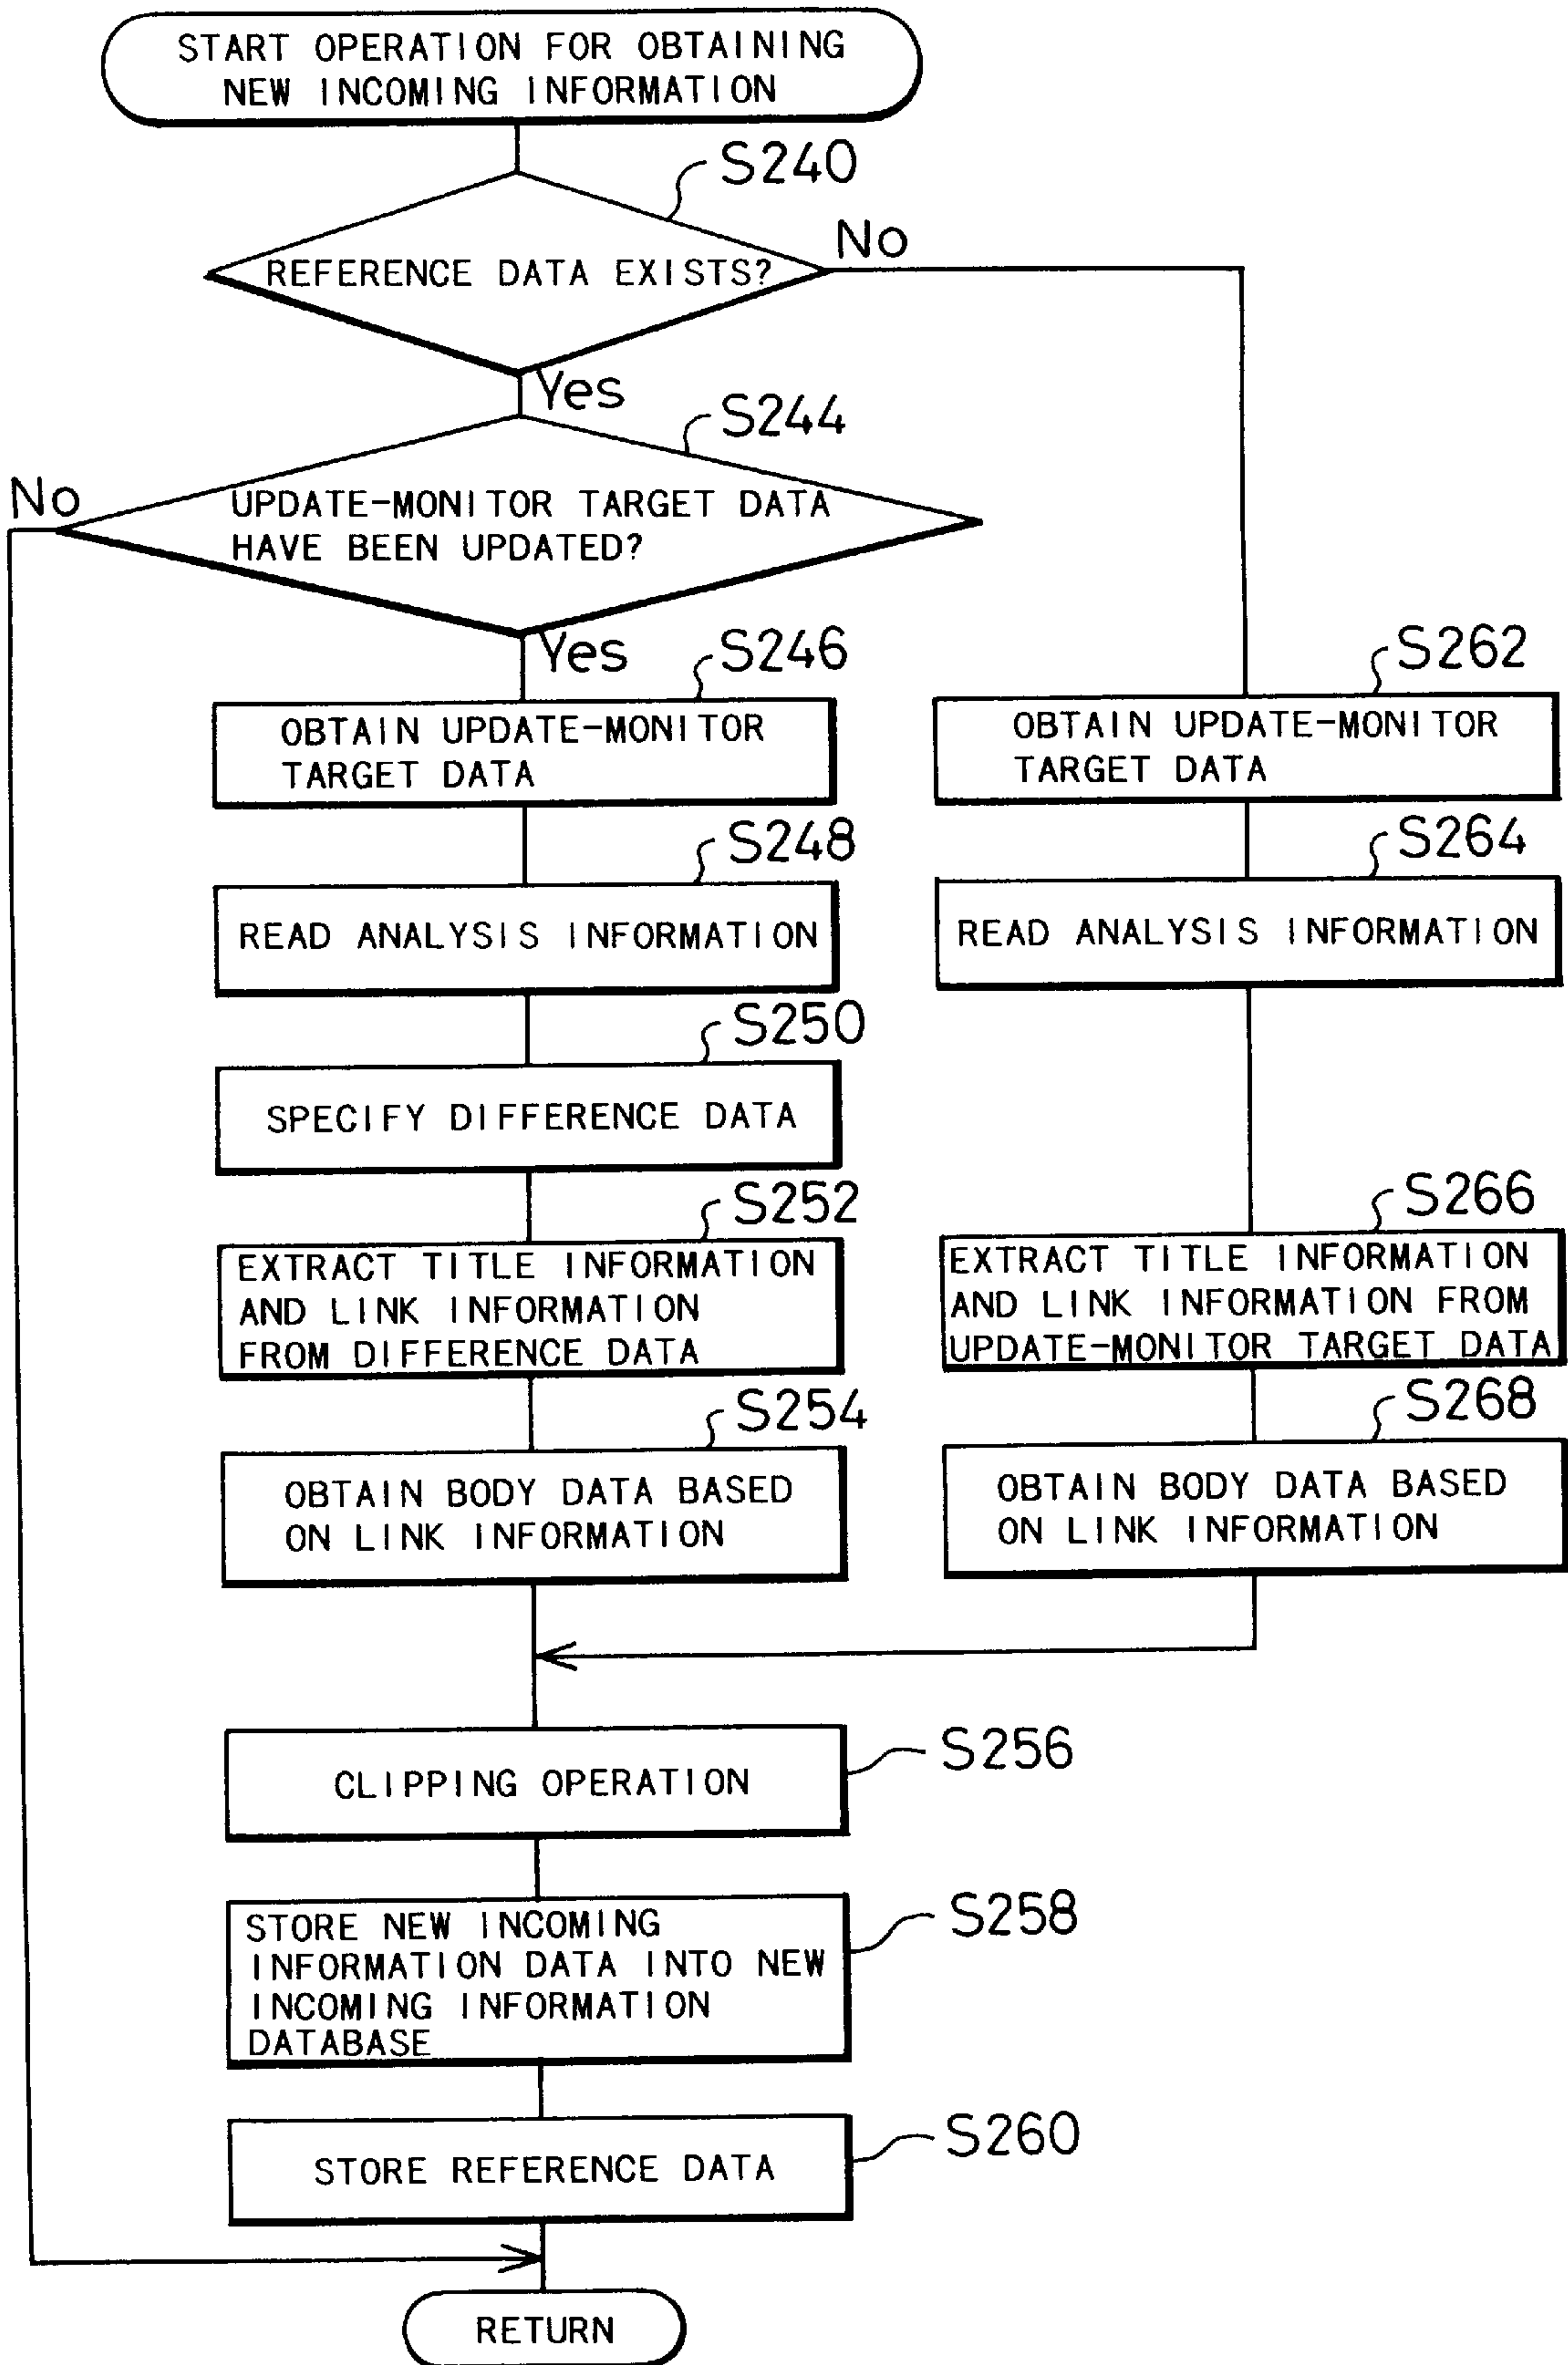 START OPERATION FOR OBTAINING
NEW INCOMING INFORMATION
S240
REFERENCE DATA EXISTS?
No
Yes
S244
No
UPDATE-MONITOR TARGET DATA
HAVE BEEN UPDATED?
Yes
S246
OBTAIN UPDATE-MONITOR
TARGET DATA
S248
READ ANALYSIS INFORMATION
S250
SPECIFY DIFFERENCE DATA
S252
EXTRACT TITLE INFORMATION
AND LINK INFORMATION
FROM DIFFERENCE DATA
S254
OBTAIN BODY DATA BASED
ON LINK INFORMATION
S262
OBTAIN UPDATE-MONITOR
TARGET DATA
S264
READ ANALYSIS INFORMATION
S266
EXTRACT TITLE INFORMATION
AND LINK INFORMATION FROM
UPDATE-MONITOR TARGET DATA
S268
OBTAIN BODY DATA BASED
ON LINK INFORMATION
S256
CLIPPING OPERATION
S258
STORE NEW INCOMING
INFORMATION DATA INTO NEW
INCOMING INFORMATION
DATABASE
S260
STORE REFERENCE DATA
RETURN